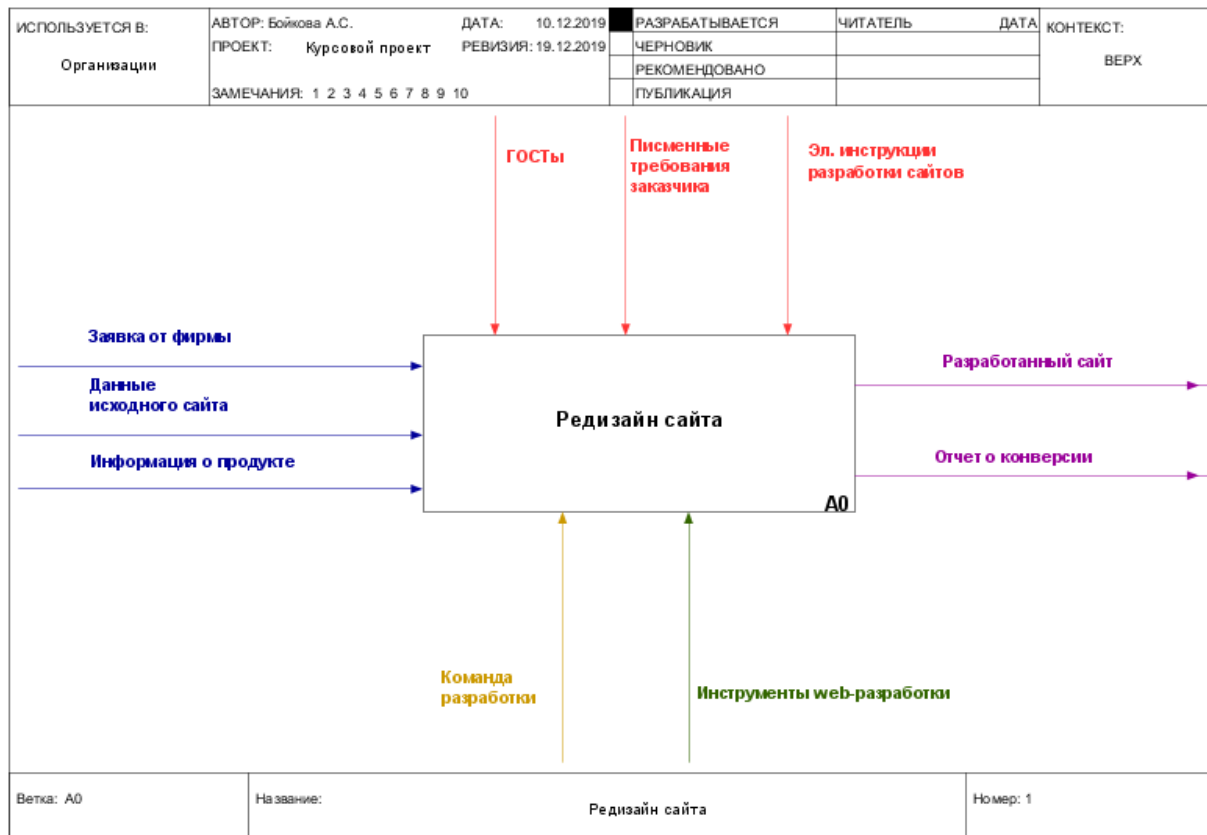 ИСПОЛЬЗУЕТСЯ В:
Организации
АВТОР: Бойкова А.С.
ДАТА: 10.12.2019
ПРОЕКТ: Курсовой проект
РЕВИЗИЯ: 19.12.2019
ЗАМЕЧАНИЯ: 1 2 3 4 5 6 7 8 9 10
РАЗРАБАТЫВАЕТСЯ
ЧЕРНОВИК
РЕКОМЕНДОВАНО
ПУБЛИКАЦИЯ
ЧИТАТЕЛЬ
ДАТА
КОНТЕКСТ:
ВЕРХ
ГОСТы
Писменные
требования
заказчика
Эл. инструкции
разработки сайтов
Заявка от фирмы
Данные
исходного сайта
Информация о продукте
Редизайн сайта
A0
Разработанный сайт
Отчет о конверсии
Команда
разработки
Инструменты web-разработки
Ветка: A0
Название:
Редизайн сайта
Номер: 1